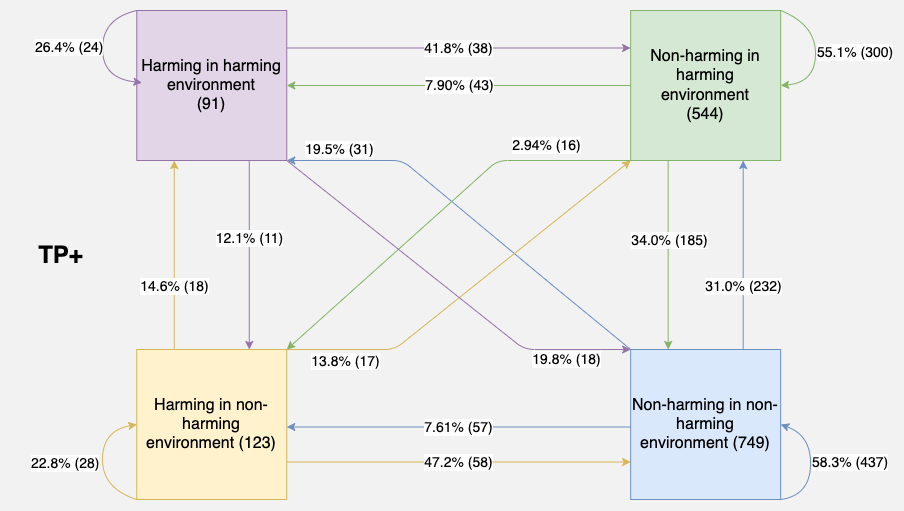 26.4% (24)
Harming in harming
environment
(91)
41.8% (38)
7.90% (43)
Non-harming in
harming
environment
(544)
55.1% (300)
19.5% (31)
2.94% (16)
12.1% (11)
34.0% (185)
TP+
14.6% (18)
31.0% (232)
13.8% (17)
19.8% (18)
Harming in non-
harming
environment (123)
7.61% (57)
47.2% (58)
Non-harming in non-
harming
environment (749)
22.8% (28)
58.3% (437)